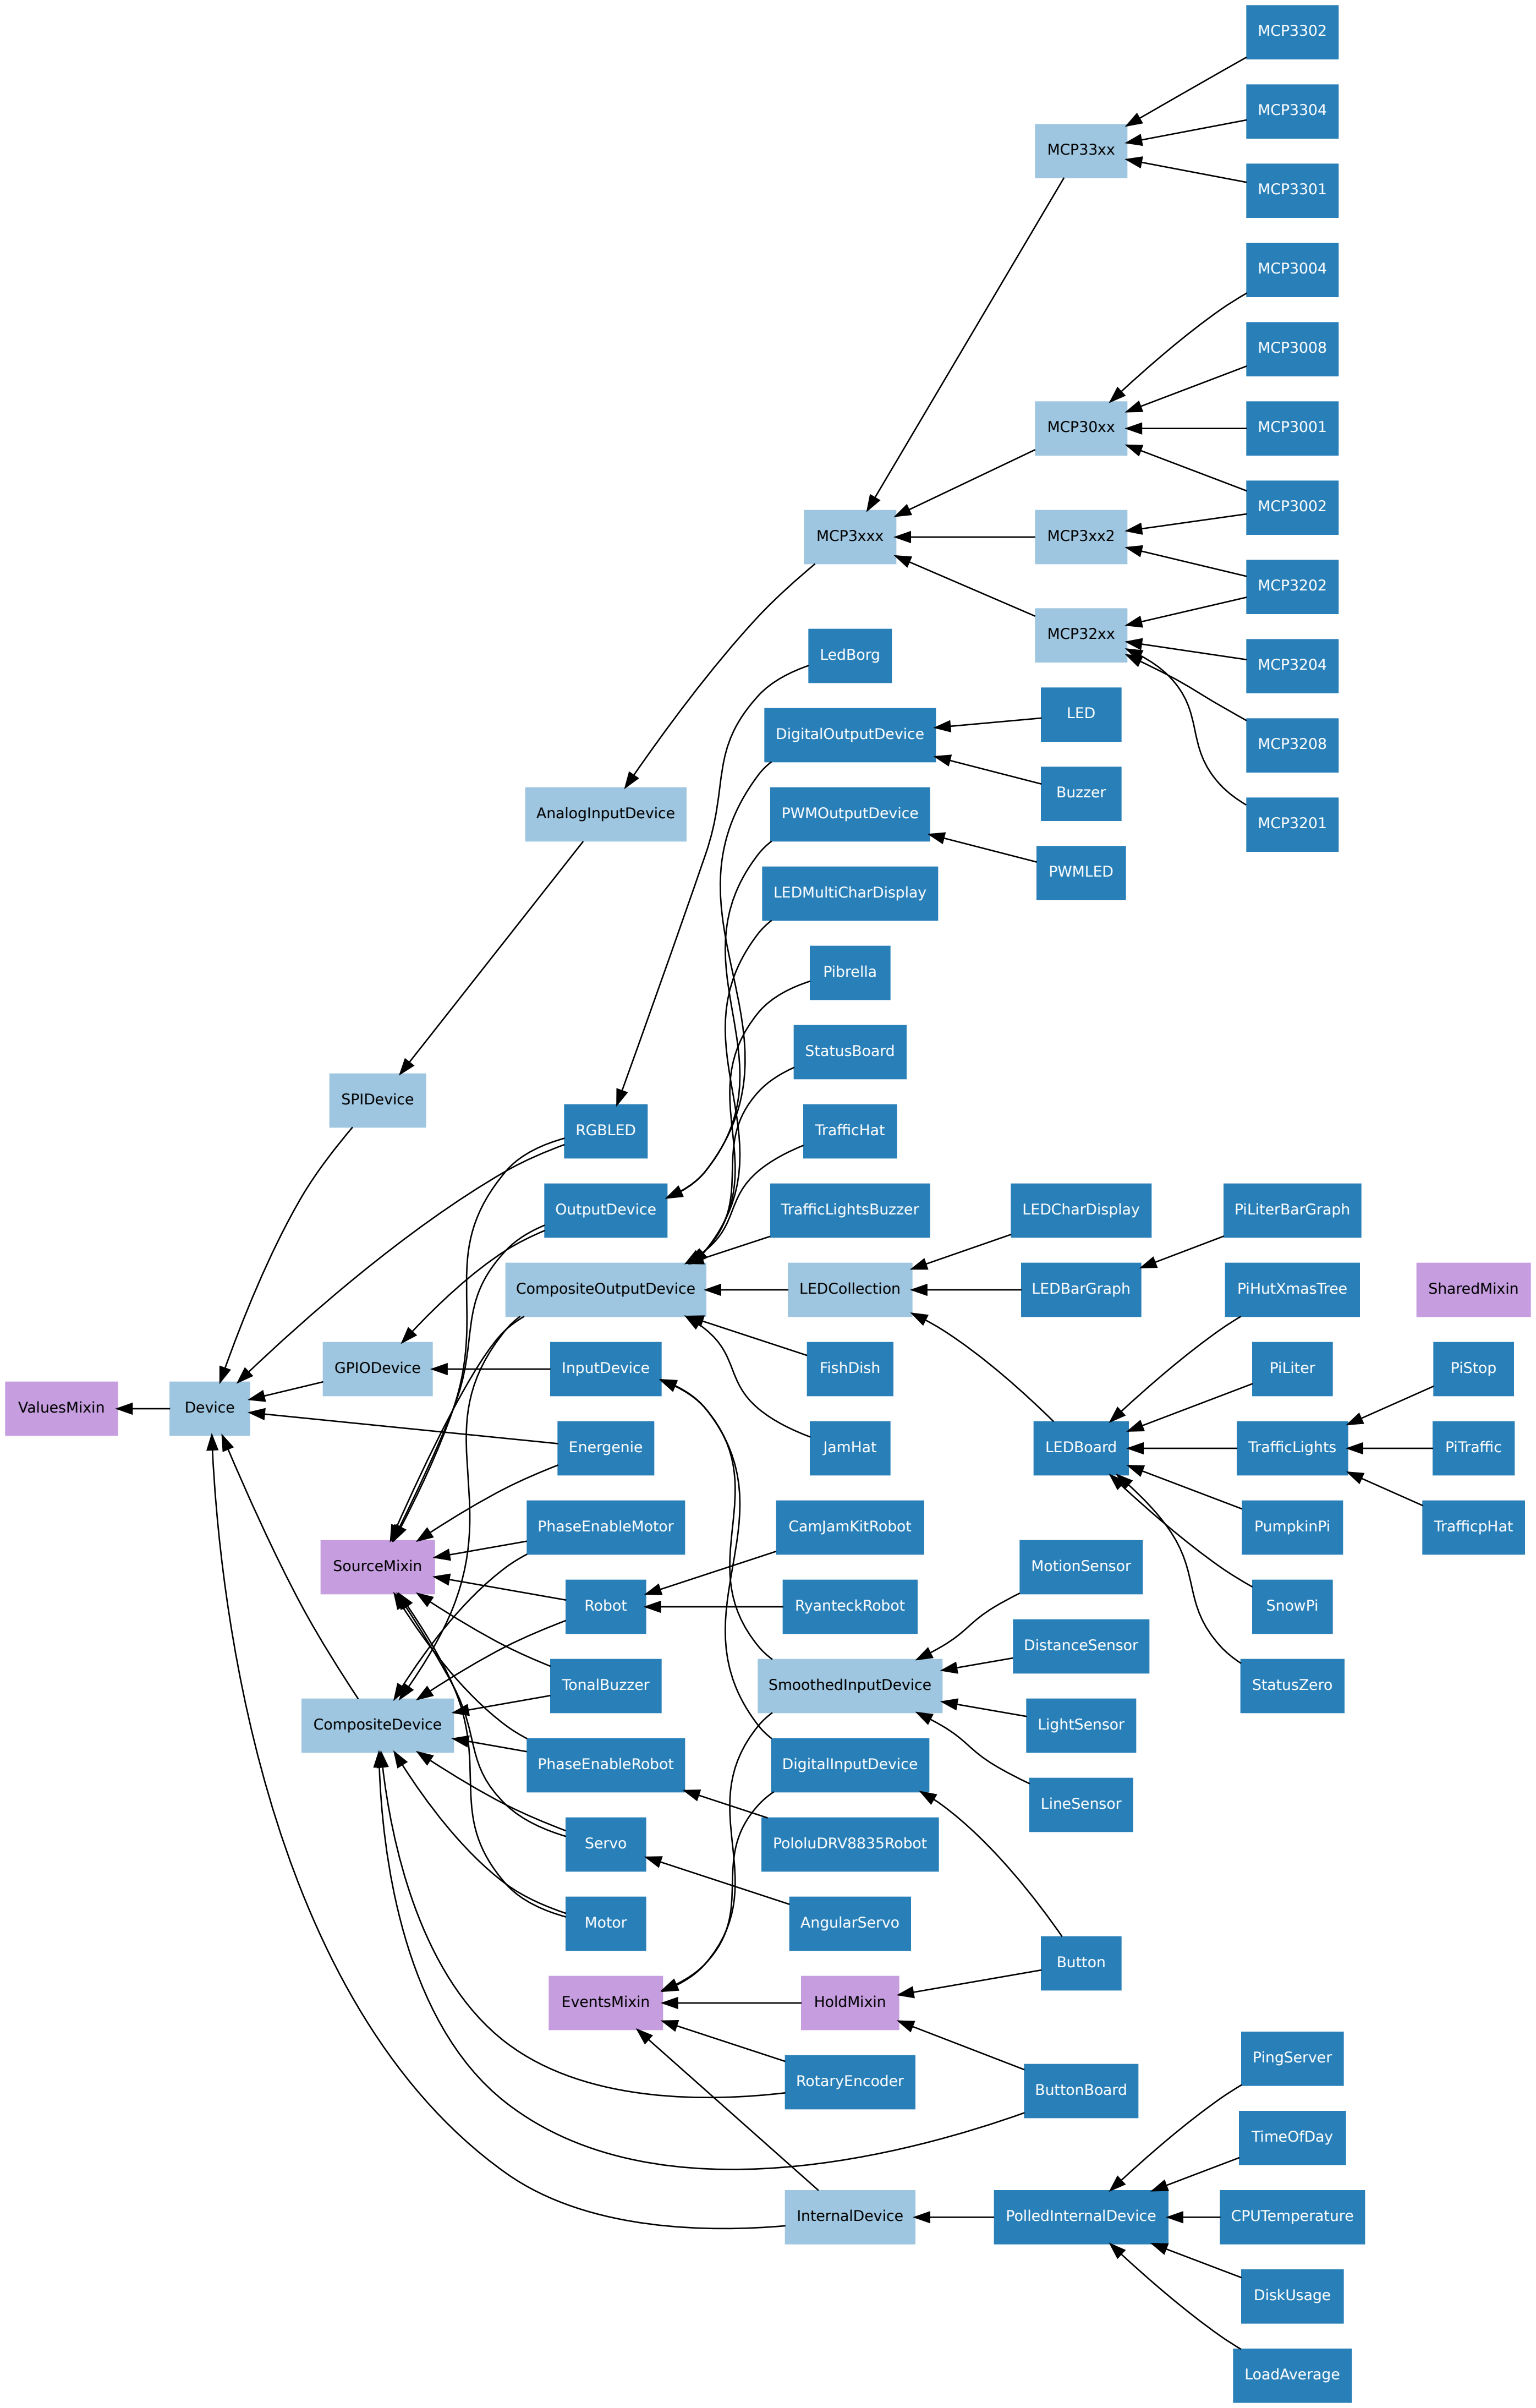 MCP3302
MCP3304
MCP33xx
MCP3301
MCP3004
MCP3008
MCP30xx
MCP3001
MCP3002
MCP3xxx
MCP3xx2
MCP3202
MCP32xx
LedBorg
MCP3204
LED
DigitalOutputDevice
MCP3208
Buzzer
AnalogInputDevice
PWMOutputDevice
MCP3201
PWMLED
LEDMultiCharDisplay
Pibrella
StatusBoard
SPIDevice
RGBLED
TrafficHat
OutputDevice
TrafficLightsBuzzer
LEDCharDisplay
PiLiterBarGraph
CompositeOutputDevice
LEDCollection
LEDBarGraph
PiHutXmasTree
SharedMixin
GPIODevice
InputDevice
FishDish
PiLiter
PiStop
ValuesMixin
Device
Energenie
JamHat
LEDBoard
TrafficLights
PiTraffic
PhaseEnableMotor
CamJamKitRobot
PumpkinPi
TrafficpHat
SourceMixin
MotionSensor
Robot
RyanteckRobot
SnowPi
DistanceSensor
TonalBuzzer
SmoothedInputDevice
StatusZero
CompositeDevice
LightSensor
PhaseEnableRobot
DigitalInputDevice
LineSensor
Servo
PololuDRV8835Robot
Motor
AngularServo
Button
EventsMixin
HoldMixin
PingServer
RotaryEncoder
ButtonBoard
TimeOfDay
InternalDevice
PolledInternalDevice
CPUTemperature
DiskUsage
LoadAverage